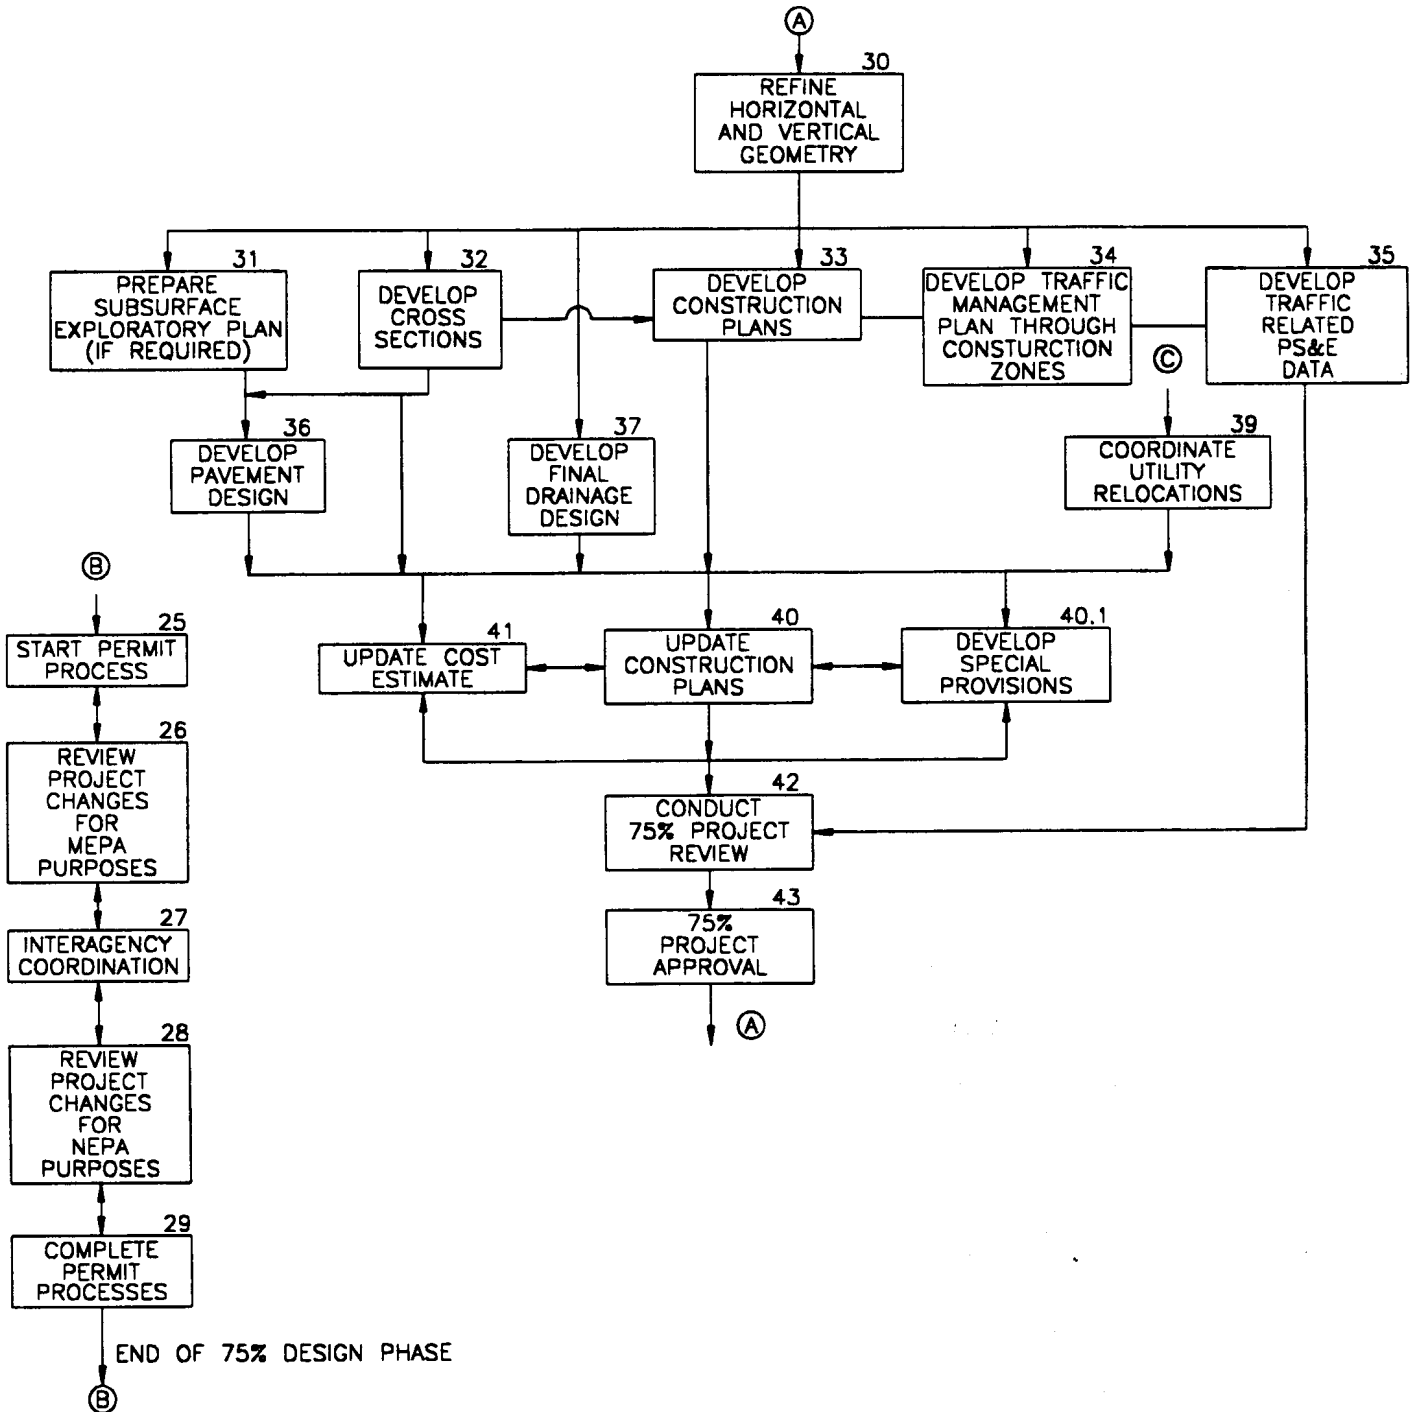 A
30
REFINE
HORIZONTAL
AND VERTICAL
GEOMETRY
31
PREPARE
SUBSURFACE
EXPLORATORY PLAN
(IF REQUIRED)
32
DEVELOP
CROSS
SECTIONS
33
DEVELOP
CONSTRUCTION
PLANS
34
DEVELOP TRAFFIC
MANAGEMENT
PLAN THROUGH
CONSTURCTION
ZONES
35
DEVELOP
TRAFFIC
RELATED
PS&E
DATA
C
36
DEVELOP
PAVEMENT
DESIGN
37
DEVELOP
FINAL
DRAINAGE
DESIGN
39
COORDINATE
UTILITY
RELOCATIONS
B
25
START PERMIT
PROCESS
41
UPDATE COST
ESTIMATE
40
UPDATE
CONSTRUCTION
PLANS
40.1
DEVELOP
SPECIAL
PROVISIONS
26
REVIEW
PROJECT
CHANGES
FOR
MEPA
PURPOSES
42
CONDUCT
75% PROJECT
REVIEW
27
INTERAGENCY
COORDINATION
43
75%
PROJECT
APPROVAL
A
28
REVIEW
PROJECT
CHANGES
FOR
NEPA
PURPOSES
29
COMPLETE
PERMIT
PROCESSES
END OF 75% DESIGN PHASE
B